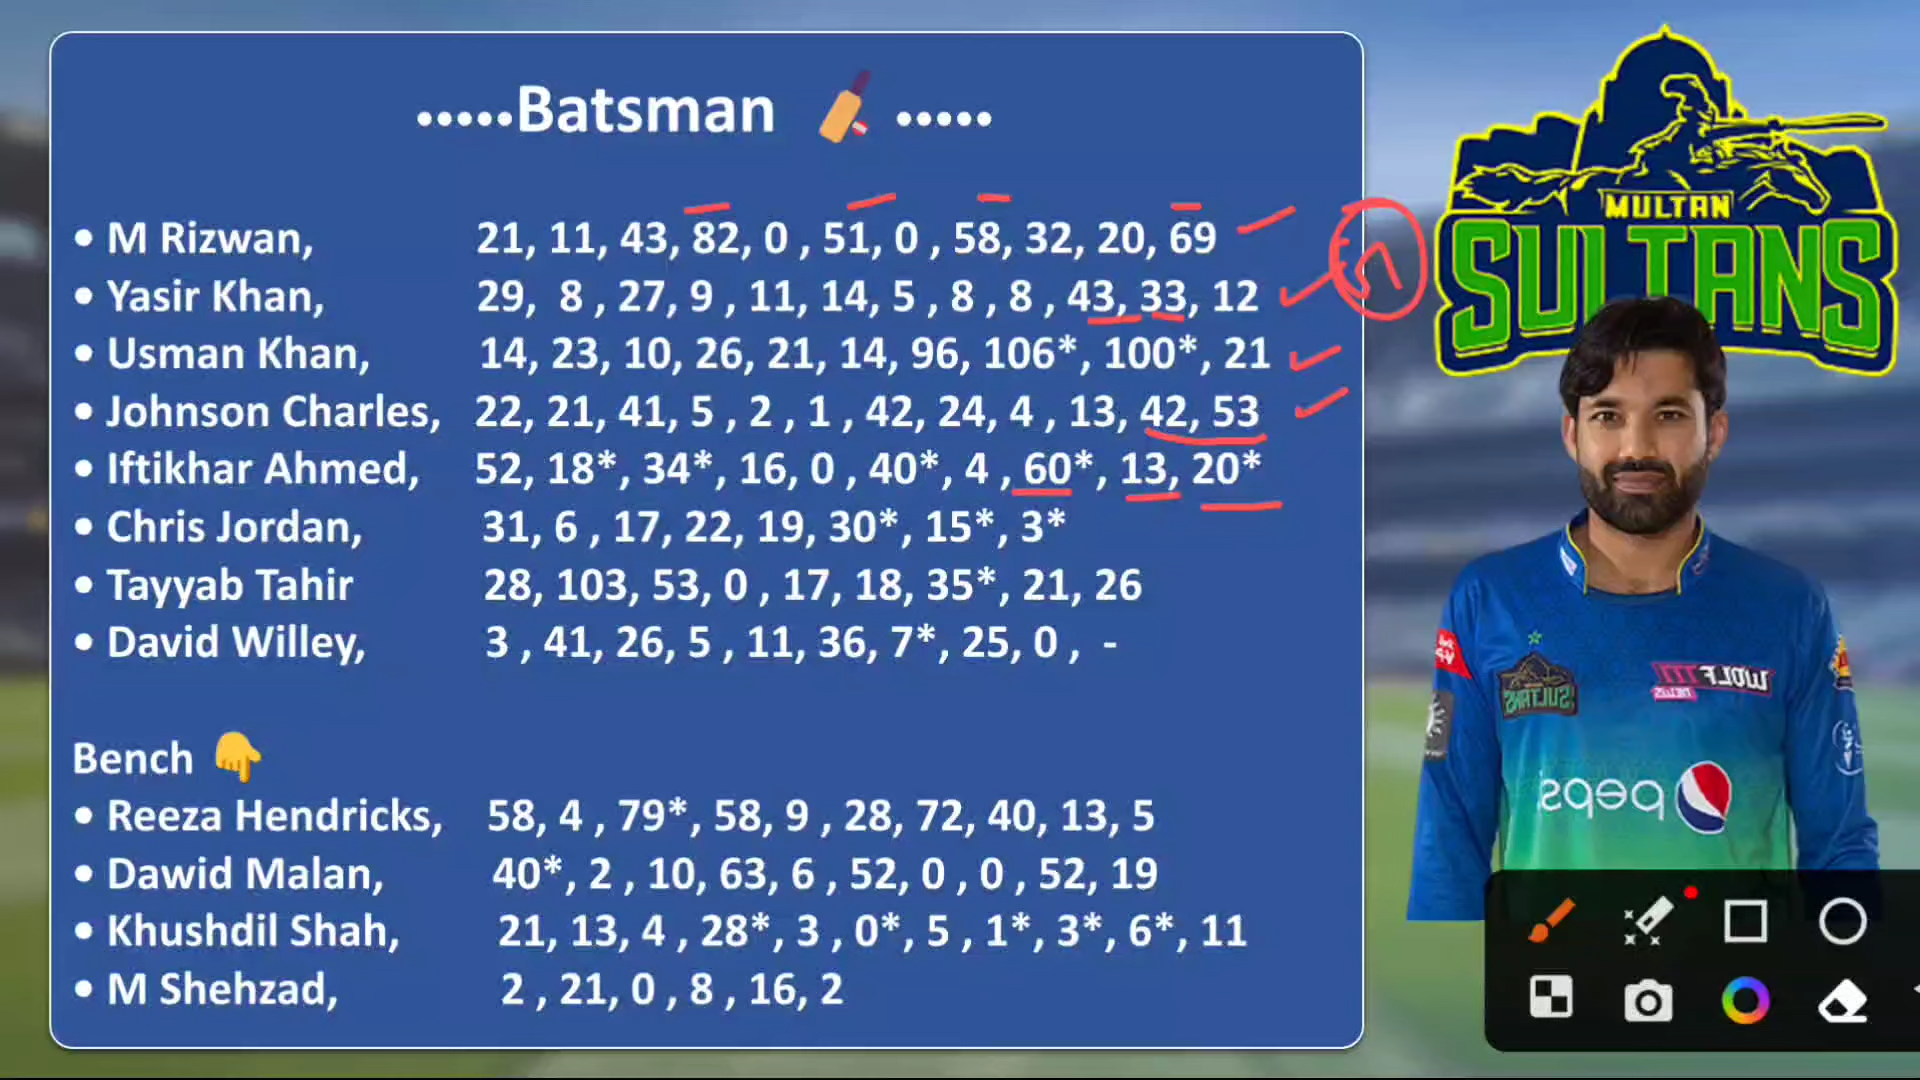 .....Batsman .....
• M Rizwan, 21, 11, 43, 82, 0 , 51, 0 , 58, 32, 20, 69
• Yasir Khan, 29, 8 , 27, 9 , 11, 14, 5 , 8 , 8 , 43, 33, 12
• Usman Khan, 14, 23, 10, 26, 21, 14, 96, 106*, 100*, 21
• Johnson Charles, 22, 21, 41, 5 , 2 , 1 , 42, 24, 4 , 13, 42, 53
• Iftikhar Ahmed, 52, 18*, 34*, 16, 0 , 40*, 4 , 60*, 13, 20*
• Chris Jordan, 31, 6 , 17, 22, 19, 30*, 15*, 3*
• Tayyab Tahir 28, 103, 53, 0 , 17, 18, 35*, 21, 26
• David Willey, 3 , 41, 26, 5 , 11, 36, 7*, 25, 0 , -
Bench
• Reeza Hendricks, 58, 4 , 79*, 58, 9 , 28, 72, 40, 13, 5
• Dawid Malan, 40*, 2 , 10, 63, 6 , 52, 0 , 0 , 52, 19
• Khushdil Shah, 21, 13, 4 , 28*, 3 , 0*, 5 , 1*, 3*, 6*, 11
• M Shehzad, 2 , 21, 0 , 8 , 16, 2
MULTAN
SULTANS
SULTANS
WOLF777
NEWS
pepsi